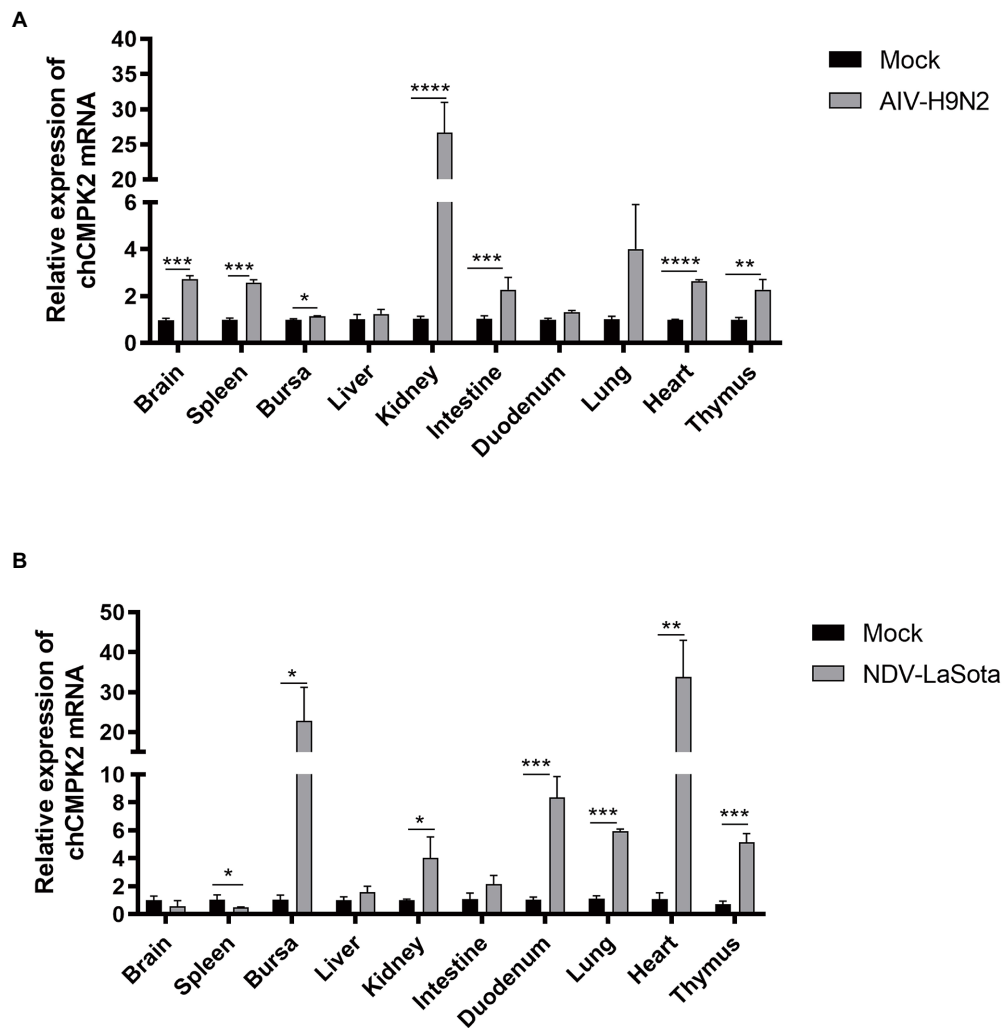 A
Relative expression of
chCMPK2 mRNA
40
35
30
25
20
6
4
2
0
****
***
***
*
***
****
**
Brain
Spleen
Bursa
Liver
Kidney
Intestine
Duodenum
Lung
Heart
Thymus
Mock
AIV-H9N2
B
Relative expression of
chCMPK2 mRNA
50
40
30
20
10
8
6
4
2
0
*
*
*
***
***
**
***
Brain
Spleen
Bursa
Liver
Kidney
Intestine
Duodenum
Lung
Heart
Thymus
Mock
NDV-LaSota